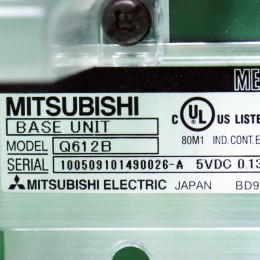 ME
MITSUBISHI
BASE UNIT
c UL US LISTE
80M1 IND.CONT.E
MODEL Q612B
SERIAL 100509101490026-A 5VDC 0.13
MITSUBISHI ELECTRIC JAPAN BD9